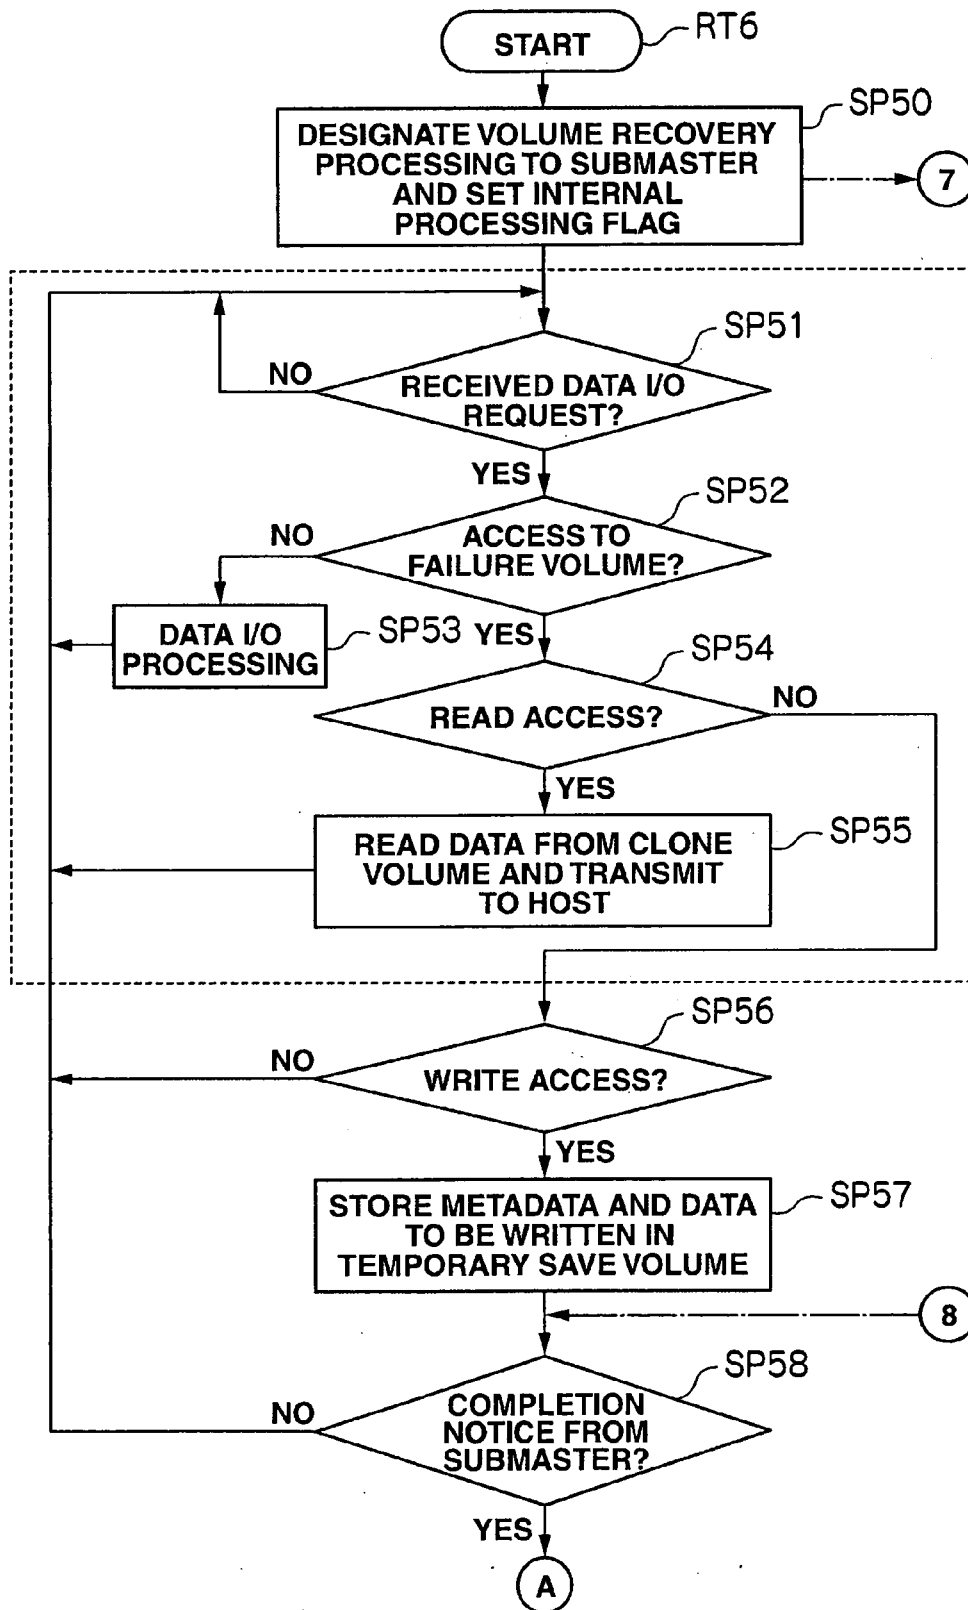 START
RT6
SP50
DESIGNATE VOLUME RECOVERY
PROCESSING TO SUBMASTER
AND SET INTERNAL
PROCESSING FLAG
7
SP51
NO
RECEIVED DATA I/O
REQUEST?
YES
SP52
NO
ACCESS TO
FAILURE VOLUME?
DATA I/O
PROCESSING
SP53
YES
SP54
NO
READ ACCESS?
YES
SP55
READ DATA FROM CLONE
VOLUME AND TRANSMIT
TO HOST
SP56
NO
WRITE ACCESS?
YES
SP57
STORE METADATA AND DATA
TO BE WRITTEN IN
TEMPORARY SAVE VOLUME
8
SP58
NO
COMPLETION
NOTICE FROM
SUBMASTER?
YES
A